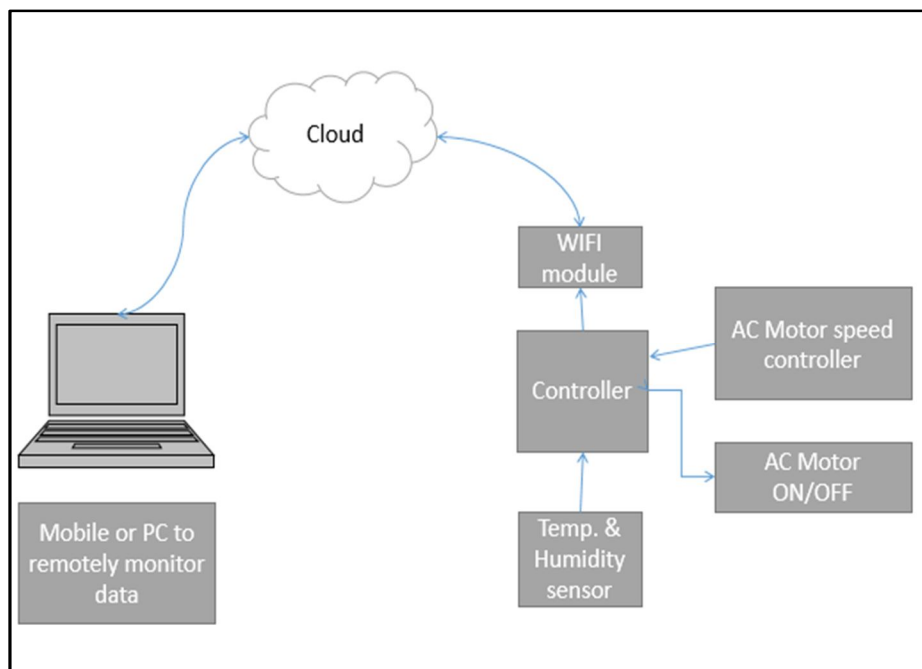 Cloud
WIFI
module
AC Motor speed
controller
Controller
AC Motor
ON/OFF
Temp. &
Humidity
sensor
Mobile or PC to
remotely monitor
data